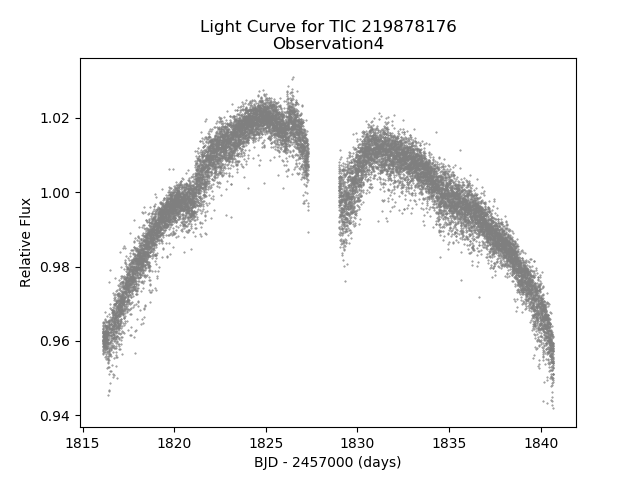 Light Curve for TIC 219878176
Observation4
Relative Flux
1.02
1.00
0.98
0.96
0.94
1815 1820 1825 1830 1835 1840
BJD - 2457000 (days)